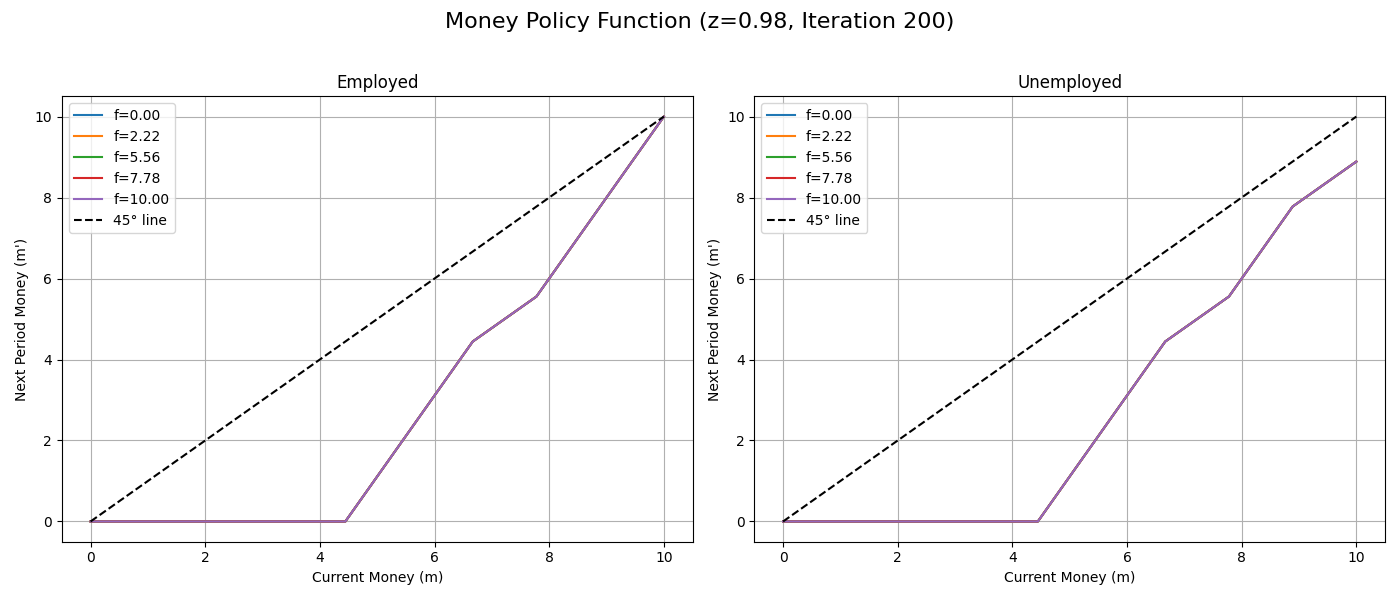 Money Policy Function (z=0.98, Iteration 200)
Employed
f=0.00
f=2.22
f=5.56
f=7.78
f=10.00
45° line
10
8
6
4
2
0
Next Period Money (m')
0 2 4 6 8 10
Current Money (m)
Unemployed
f=0.00
f=2.22
f=5.56
f=7.78
f=10.00
45° line
10
8
6
4
2
0
Next Period Money (m')
0 2 4 6 8 10
Current Money (m)